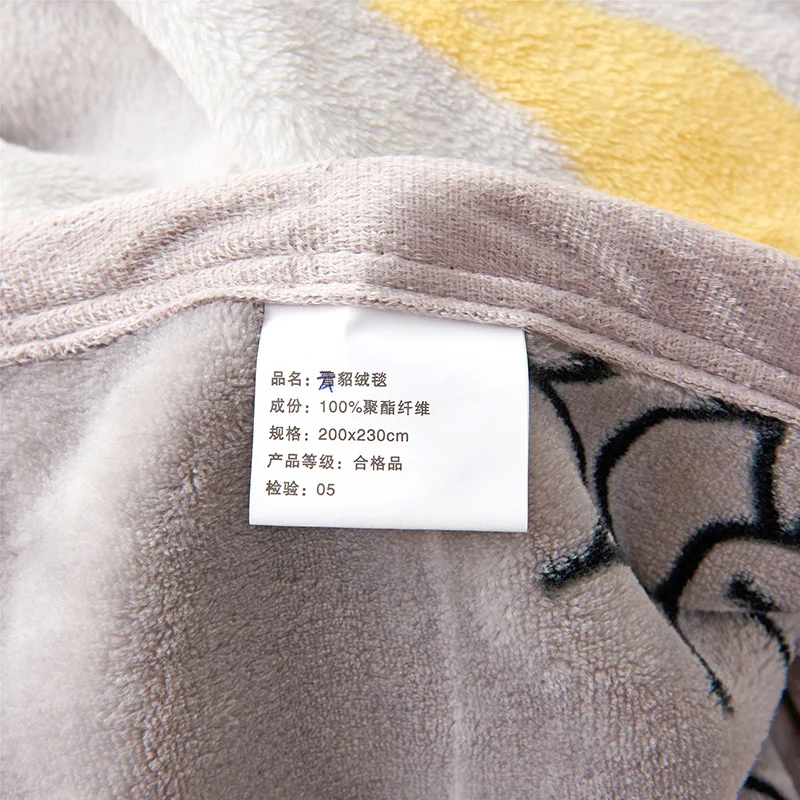 品名：貂绒毯
成份：100%聚酯纤维
规格：200x230cm
产品等级：合格品
检验：05